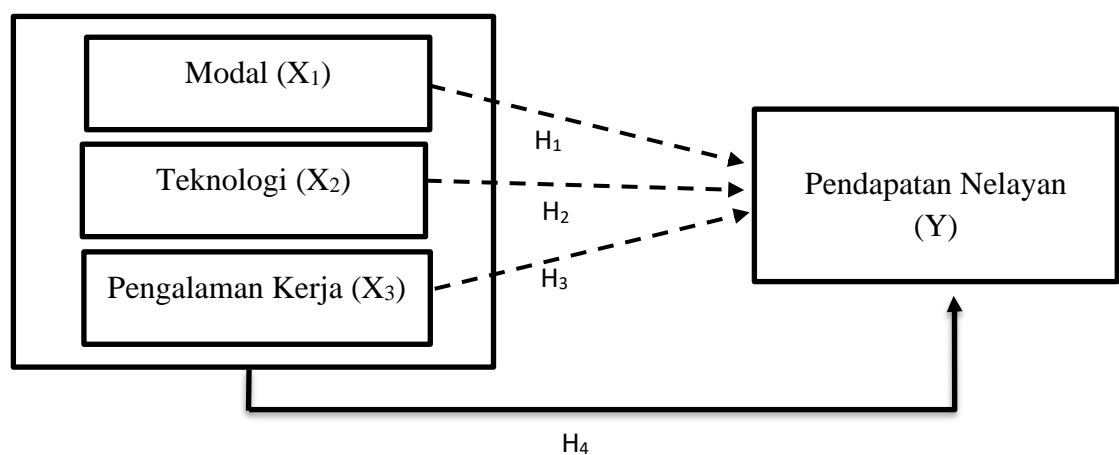 Modal (X₁)
H₁
Teknologi (X₂)
H₂
Pengalaman Kerja (X₃)
H₃
Pendapatan Nelayan
(Y)
H₄